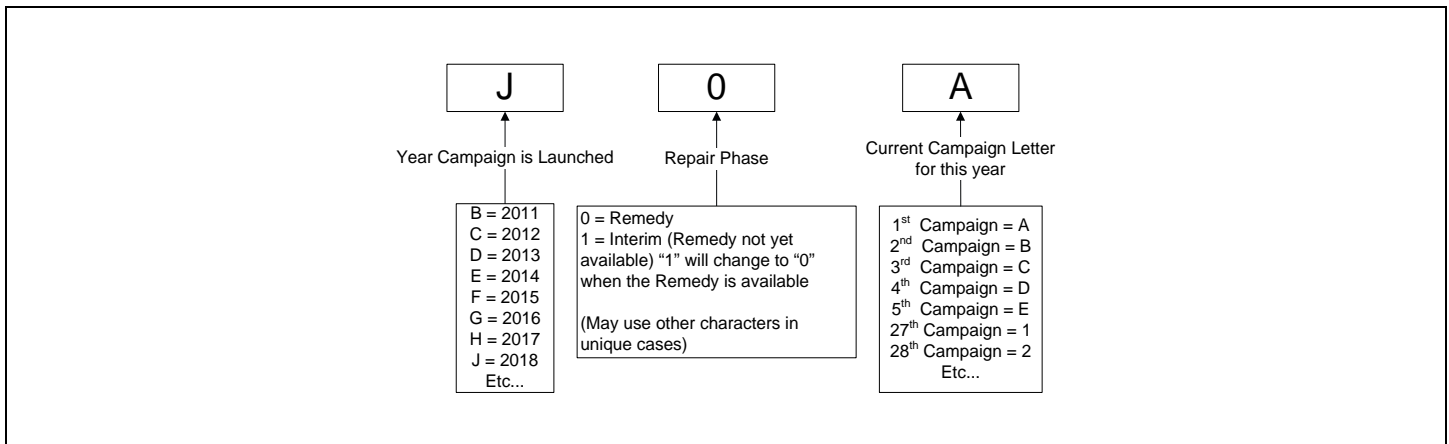 J
0
A
Year Campaign is Launched
Repair Phase
Current Campaign Letter
for this year
B = 2011
C = 2012
D = 2013
E = 2014
F = 2015
G = 2016
H = 2017
J = 2018
Etc...
0 = Remedy
1 = Interim (Remedy not yet
available) “1” will change to “0”
when the Remedy is available
(May use other characters in
unique cases)
1st Campaign = A
2nd Campaign = B
3rd Campaign = C
4th Campaign = D
5th Campaign = E
27th Campaign = 1
28th Campaign = 2
Etc...